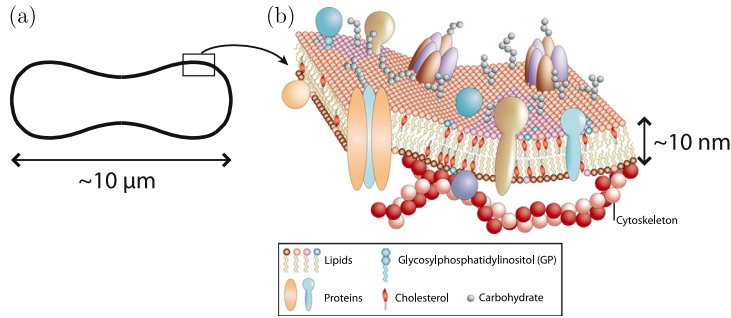 (a)
(b)
~10 µm
~10 nm
Cytoskeleton
Lipids
Glycosylphosphatidylinositol (GP)
Proteins
Cholesterol
Carbohydrate